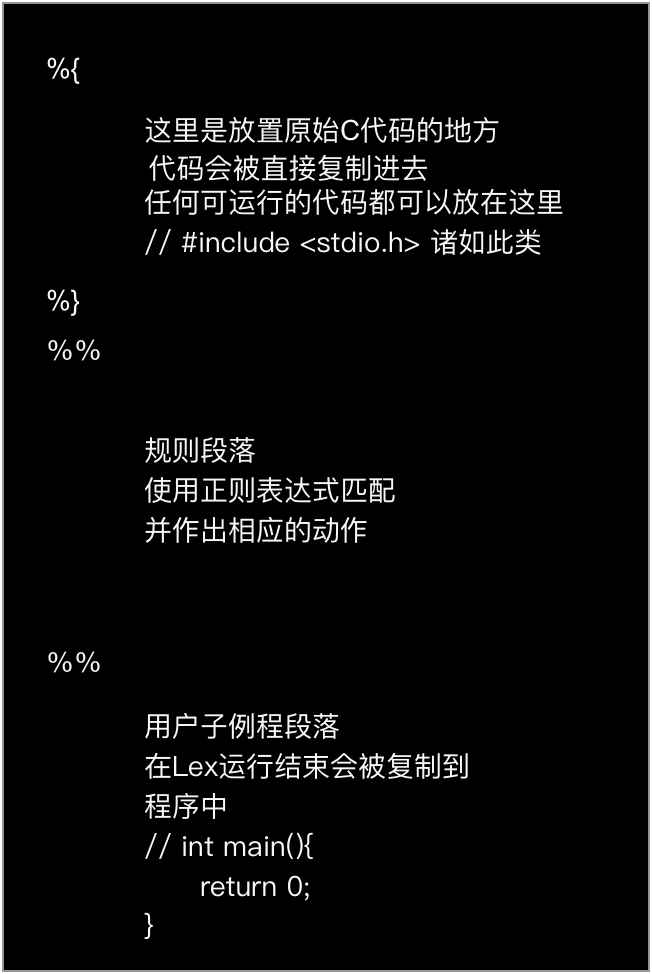 %{
这里是放置原始C代码的地方
代码会被直接复制进去
任何可运行的代码都可以放在这里
// #include <stdio.h> 诸如此类
%}
%%
规则段落
使用正则表达式匹配
并作出相应的动作
%%
用户子例程段落
在Lex运行结束会被复制到
程序中
// int main(){
return 0;
}